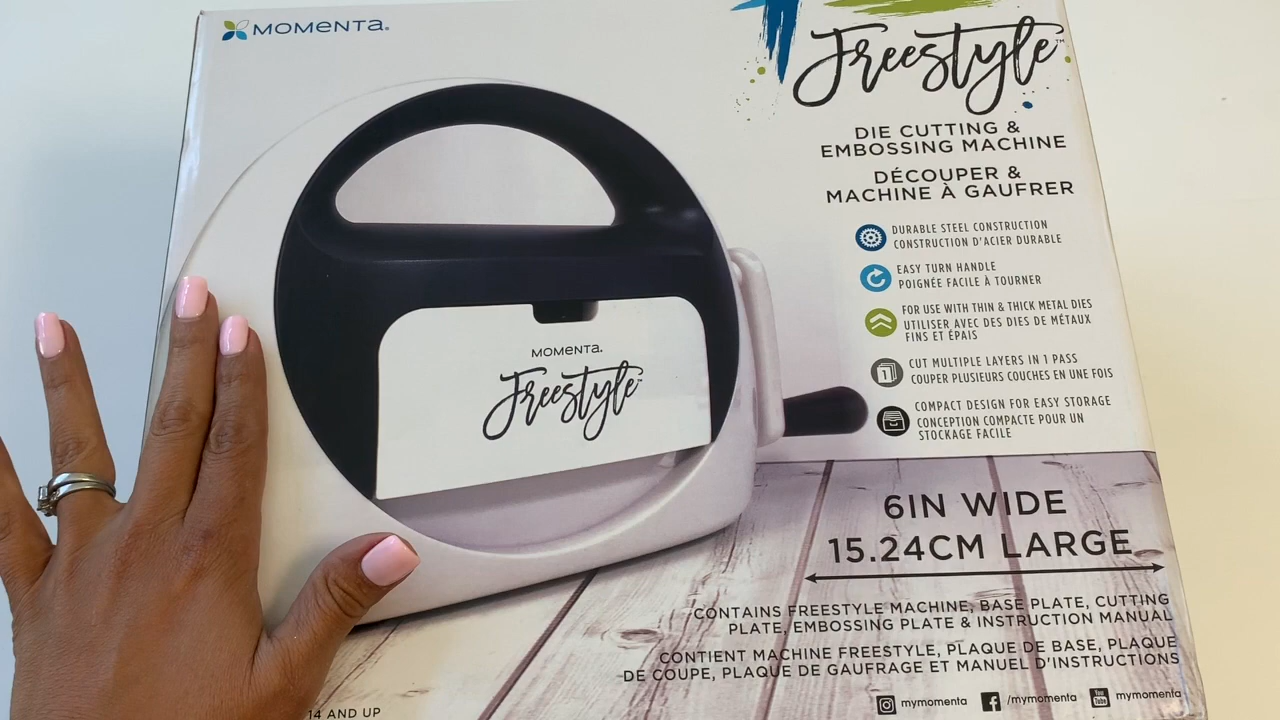 MOMENTA®
Freestyle™
DIE CUTTING &
EMBOSSING MACHINE
DÉCOUPER &
MACHINE À GAUFRER
DURABLE STEEL CONSTRUCTION
CONSTRUCTION D'ACIER DURABLE
EASY TURN HANDLE
POIGNÉE FACILE À TOURNER
FOR USE WITH THIN & THICK METAL DIES
UTILISER AVEC DES DIES DE MÉTAUX
FINS ET ÉPAIS
1
CUT MULTIPLE LAYERS IN 1 PASS
COUPER PLUSIEURS COUCHES EN UNE FOIS
COMPACT DESIGN FOR EASY STORAGE
CONCEPTION COMPACTE POUR UN
STOCKAGE FACILE
MOMENTA.
Freestyle™
6IN WIDE
15.24CM LARGE
CONTAINS FREESTYLE MACHINE, BASE PLATE, CUTTING
PLATE, EMBOSSING PLATE & INSTRUCTION MANUAL
CONTIENT MACHINE FREESTYLE, PLAQUE DE BASE, PLAQUE
DE COUPE, PLAQUE DE GAUFRAGE ET MANUEL D'INSTRUCTIONS
mymomenta /mymomenta You Tube mymomenta
14 AND UP